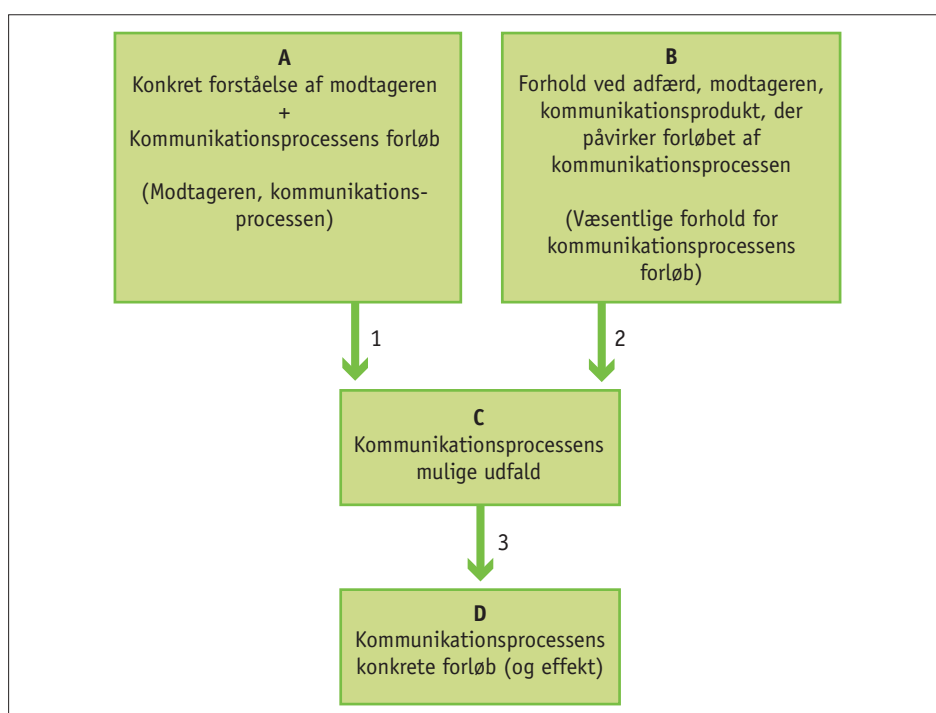 A
Konkret forståelse af modtageren
+
Kommunikationsprocessens forløb
(Modtageren, kommunikations-
processen)
B
Forhold ved adfærd, modtageren,
kommunikationsprodukt, der
påvirker forløbet af
kommunikationsprocessen
(Væsentlige forhold for
kommunikationsprocessens
forløb)
1
2
C
Kommunikationsprocessens
mulige udfald
3
D
Kommunikationsprocessens
konkrete forløb (og effekt)